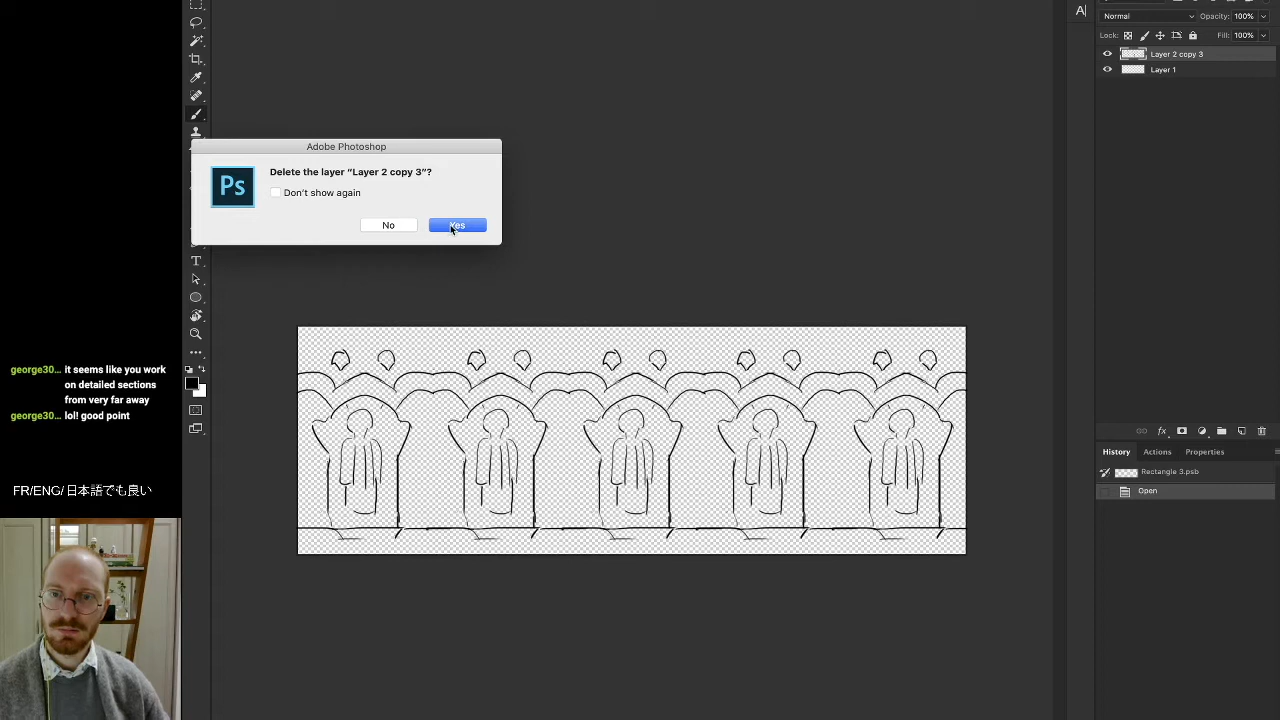 Normal
Opacity: 100%
Lock:
Fill: 100%
Layer 2 copy 3
Layer 1
A
Adobe Photoshop
Ps
Delete the layer “Layer 2 copy 3”?
Don't show again
No
Yes
T
george30... it seems like you work
on detailed sections
from very far away
george30... lol! good point
FR/ENG/日本語でも良い
fx
History
Actions
Properties
Rectangle 3.psb
Open